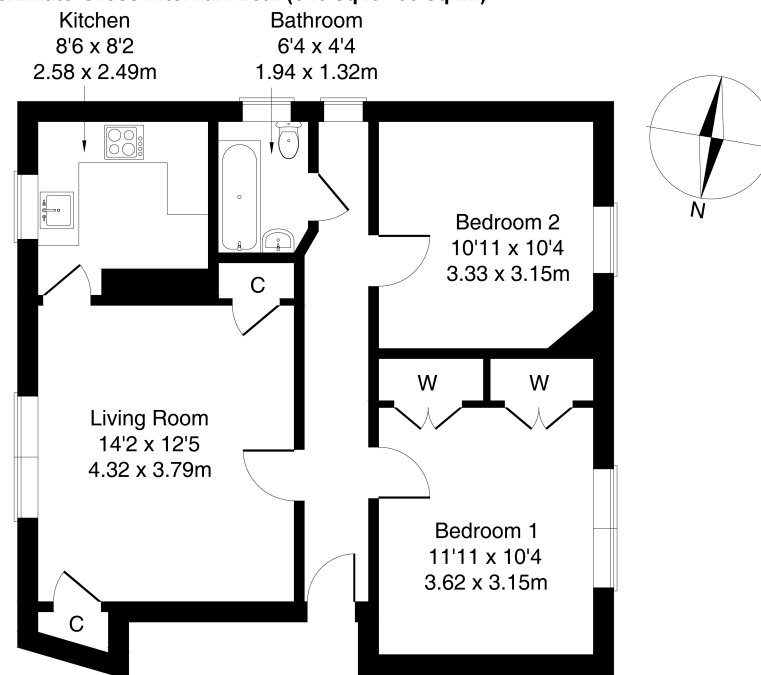 Kitchen
8'6 x 8'2
2.58 x 2.49m
Bathroom
6'4 x 4'4
1.94 x 1.32m
N
Bedroom 2
10'11 x 10'4
3.33 x 3.15m
C
W
W
Living Room
14'2 x 12'5
4.32 x 3.79m
Bedroom 1
11'11 x 10'4
3.62 x 3.15m
C